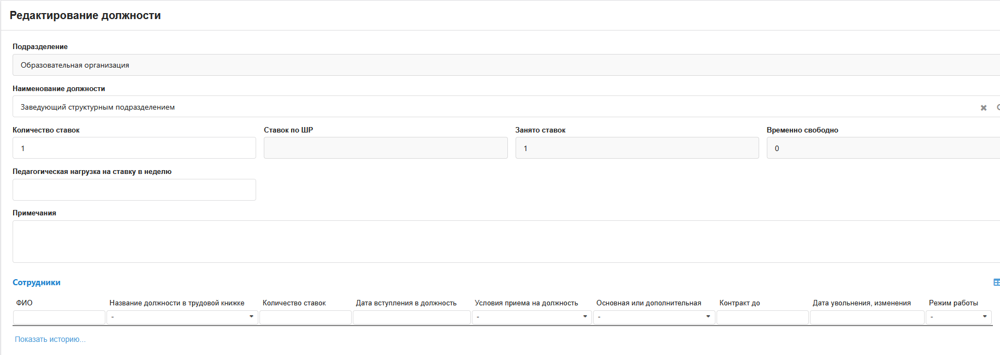 Редактирование должности
Подразделение
Образовательная организация
Наименование должности
Заведующий структурным подразделением
Количество ставок Ставок по ШР Занято ставок Временно свободно
1 1 0
Педагогическая нагрузка на ставку в неделю
Примечания
Сотрудники
ФИО Название должности в трудовой книжке Количество ставок Дата вступления в должность Условия приема на должность Основная или дополнительная Контракт до Дата увольнения, изменения Режим работы
- - - -
Показать историю...